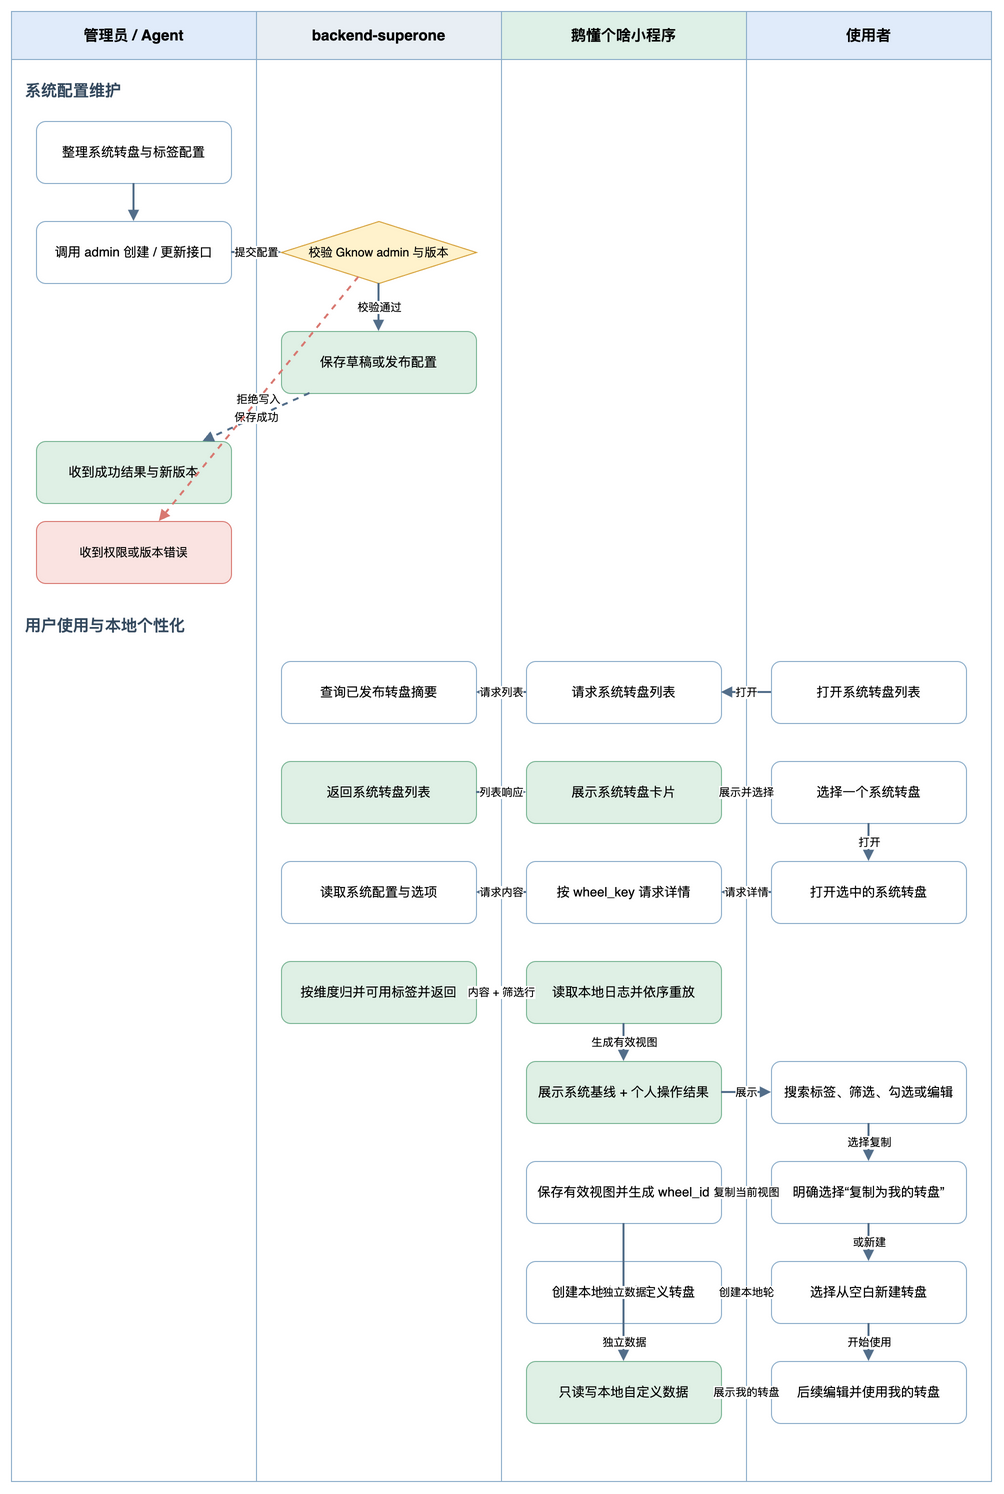 管理员 / Agent
backend-superone
鹅懂个啥小程序
使用者
系统配置维护
整理系统转盘与标签配置
调用 admin 创建 / 更新接口
提交配置
校验 Gknow admin 与版本
校验通过
保存草稿或发布配置
拒绝写入
保存成功
收到成功结果与新版本
收到权限或版本错误
用户使用与本地个性化
查询已发布转盘摘要
请求列表
请求系统转盘列表
打开
打开系统转盘列表
返回系统转盘列表
列表响应
展示系统转盘卡片
展示并选择
选择一个系统转盘
打开
读取系统配置与选项
请求内容
按 wheel_key 请求详情
请求详情
打开选中的系统转盘
按维度归并可用标签并返回
内容 + 筛选行
读取本地日志并依序重放
生成有效视图
展示系统基线 + 个人操作结果
展示
搜索标签、筛选、勾选或编辑
选择复制
保存有效视图并生成 wheel_id
复制当前视图
明确选择“复制为我的转盘”
或新建
创建本地
独立数据
定义转盘
创建本地轮
选择从空白新建转盘
独立数据
开始使用
只读写本地自定义数据
展示我的转盘
后续编辑并使用我的转盘